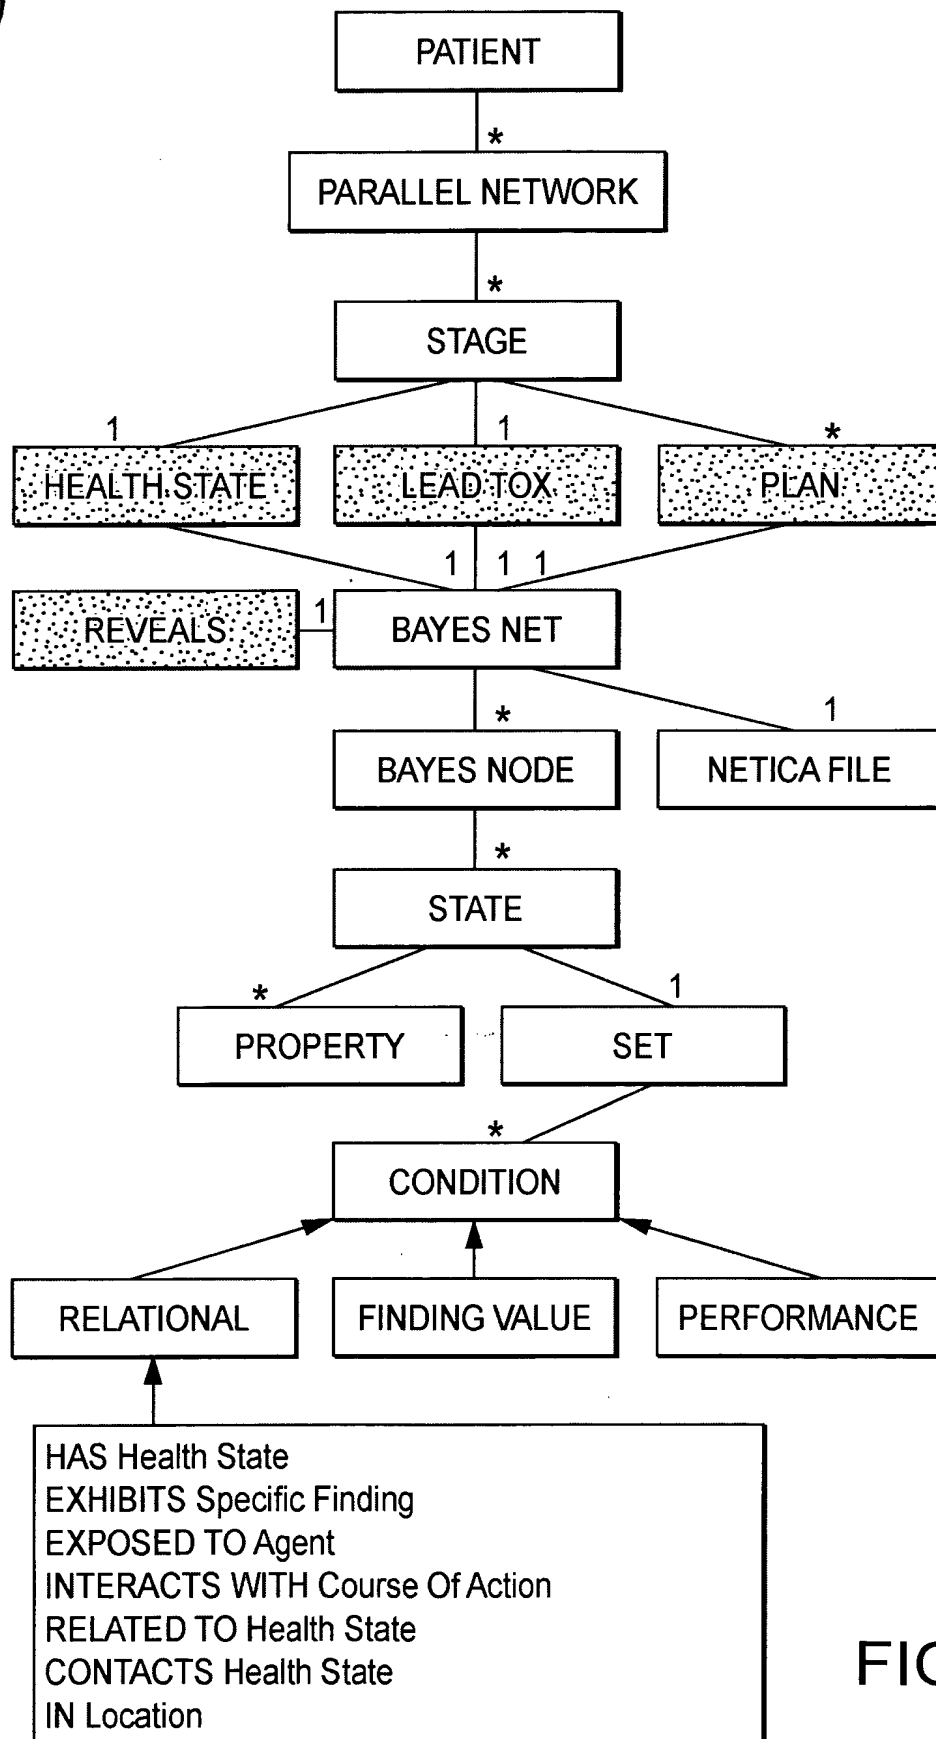 PATIENT
*
PARALLEL NETWORK
*
STAGE
1 1 *
HEALTH STATE LEAD TOX PLAN
1 1 1
REVEALS 1 BAYES NET
* 1
BAYES NODE NETICA FILE
*
STATE
* 1
PROPERTY SET
*
CONDITION
RELATIONAL FINDING VALUE PERFORMANCE
HAS Health State
EXHIBITS Specific Finding
EXPOSED TO Agent
INTERACTS WITH Course Of Action
RELATED TO Health State
CONTACTS Health State
IN Location
FIG